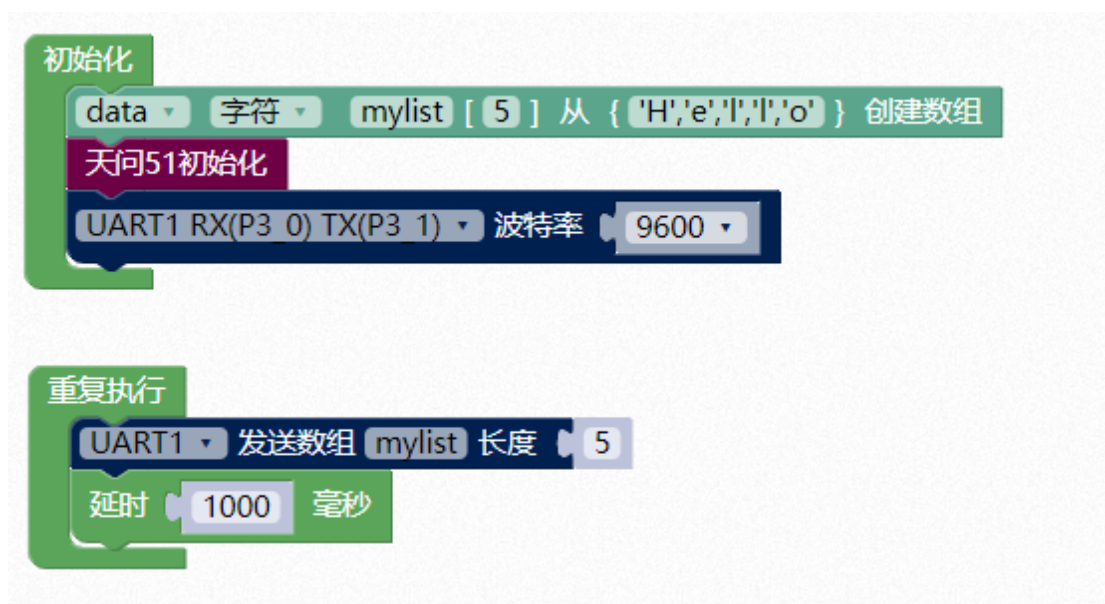 初始化
data 字符 mylist [ 5 ] 从 { 'H','e','l','l','o' } 创建数组
天问51初始化
UART1 RX(P3_0) TX(P3_1) 波特率 9600
重复执行
UART1 发送数组 mylist 长度 5
延时 1000 毫秒